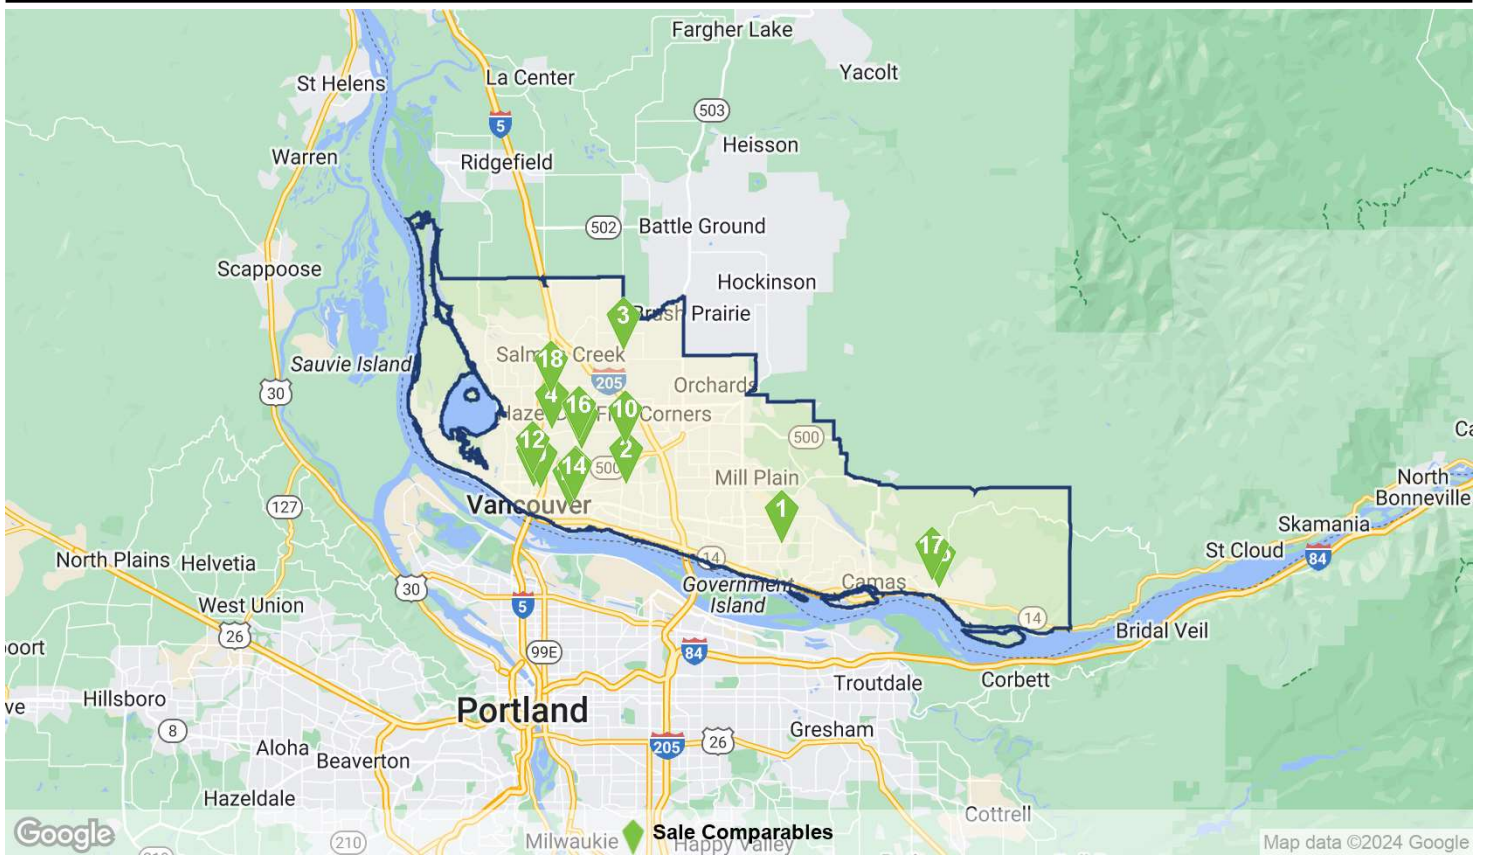 Fargher Lake
Yacolt
St Helens
La Center
503
5
Heisson
Warren
Ridgefield
502
Battle Ground
Scappoose
Hockinson
3
Prairie
Sauvie Island
18
Creek
205
Orchards
30
4
16
10
Corners
12
2
500
14
500
Mill Plain
North
Bonneville
Vancouver
1
127
Skamania
17
St Cloud
84
North Plains
Helvetia
14
Camas
30
Government
Island
West Union
5
14
26
Bridal Veil
99E
84
Troutdale
Corbett
Hillsboro
Portland
8
Gresham
Aloha
205
26
Beaverton
Hazeldale
Cottrell
Google
210
Milwaukie
Sale Comparables
Happy Valley
Map data ©2024 Google